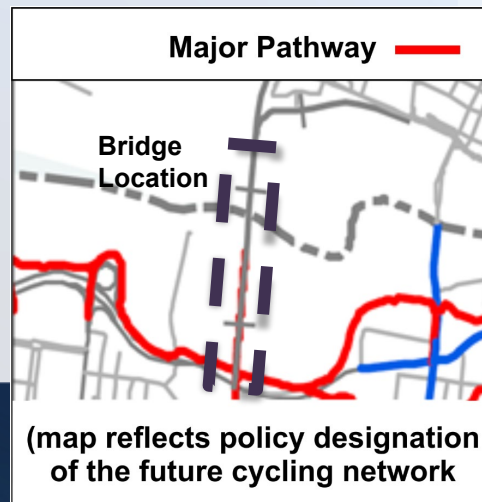 Major Pathway
Bridge
Location
(map reflects policy designation
of the future cycling network